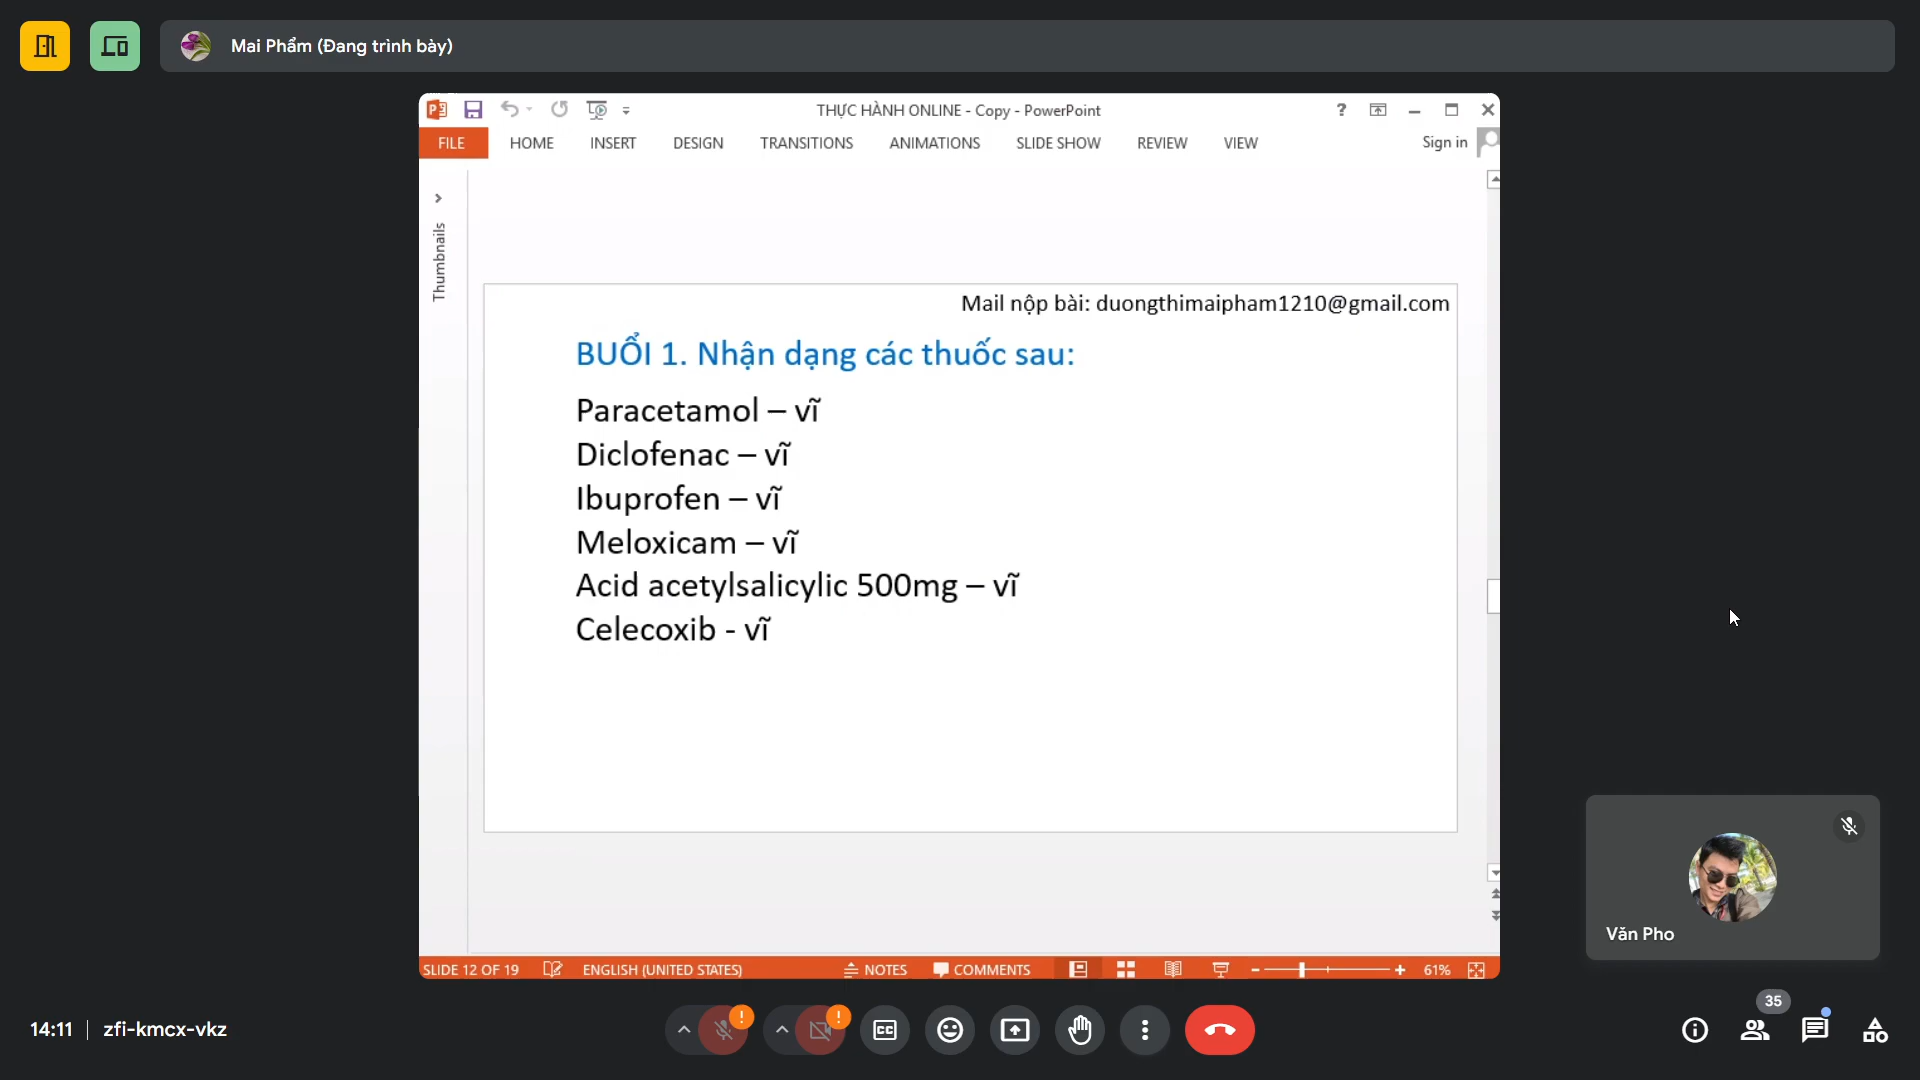 Mai Phẩm (Đang trình bày)
THỰC HÀNH ONLINE - Copy - PowerPoint
FILE HOME INSERT DESIGN TRANSITIONS ANIMATIONS SLIDE SHOW REVIEW VIEW Sign in
Thumbnails
Mail nộp bài: duongthimaipham1210@gmail.com
BUỔI 1. Nhận dạng các thuốc sau:
Paracetamol – vĩ
Diclofenac – vĩ
Ibuprofen – vĩ
Meloxicam – vĩ
Acid acetylsalicylic 500mg – vĩ
Celecoxib - vĩ
Văn Pho
SLIDE 12 OF 19 ENGLISH (UNITED STATES) NOTES COMMENTS 61%
35
14:11 zfi-kmcx-vkz